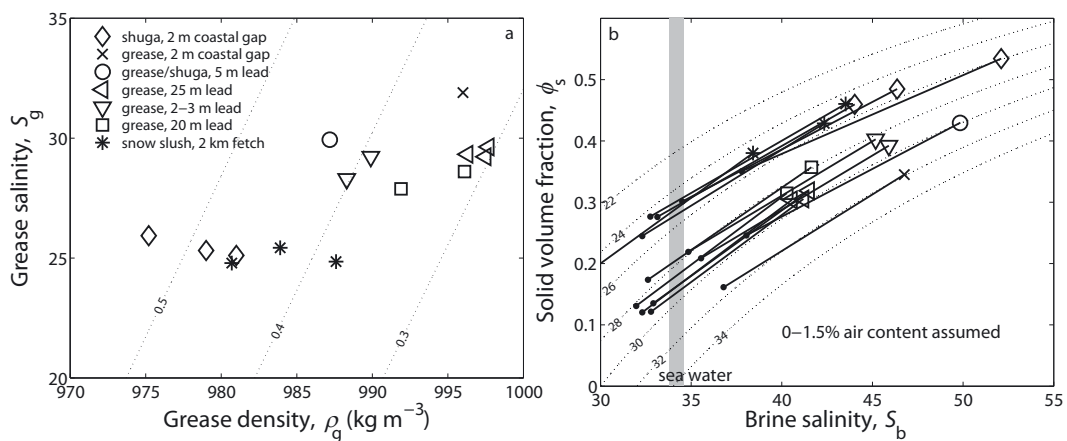 35
30
25
20
Grease salinity, S_g
a
shuga, 2 m coastal gap
grease, 2 m coastal gap
grease/shuga, 5 m lead
grease, 25 m lead
grease, 2–3 m lead
grease, 20 m lead
snow slush, 2 km fetch
0.5
0.4
0.3
970 975 980 985 990 995 1000
Grease density, ρ_g (kg m⁻³)
b
0.5
0.4
0.3
0.2
0.1
0
Solid volume fraction, ϕ_s
22
24
26
28
30
32
34
0–1.5% air content assumed
sea water
30 35 40 45 50 55
Brine salinity, S_b